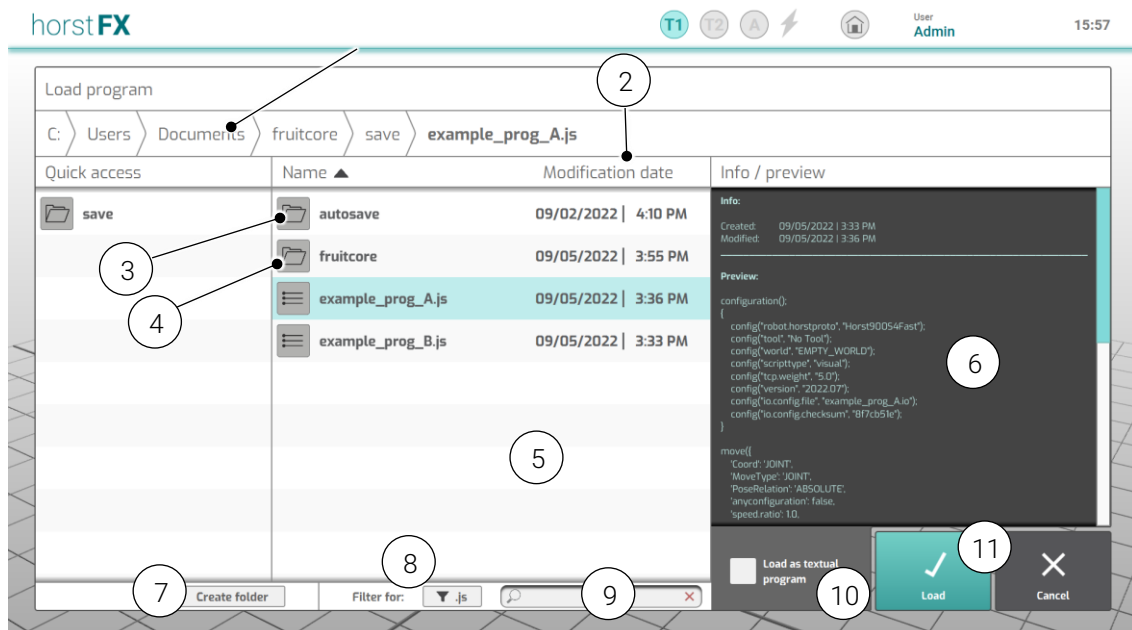 horstFX
T1 T2 A
User
Admin
15:57
Load program
2
C: Users Documents fruitcore save example_prog_A.js
Quick access
Name
Modification date
Info / preview
save
autosave 09/02/2022 | 4:10 PM
fruitcore 09/05/2022 | 3:55 PM
example_prog_A.js 09/05/2022 | 3:36 PM
example_prog_B.js 09/05/2022 | 3:33 PM
3
4
5
Info:
Created: 09/05/2022 | 3:33 PM
Modified: 09/05/2022 | 3:36 PM
Preview:
configuration();
{
config("robot.horstproto", "Horst90054Fast");
config("tool", "No Tool");
config("world", "EMPTY_WORLD");
config("scripttype", "visual");
config("tcp.weight", "5.0");
config("version", "2022.07");
config("io.config.file", "example_prog_A.io");
config("io.config.checksum", "8f7cb51e");
}
move({
'Coord': 'JOINT',
'MoveType': 'JOINT',
'PoseRelation': 'ABSOLUTE',
'anyconfiguration': false,
'speed.ratio': 1.0,
6
7
Create folder
8
Filter for: .js
9
Load as textual
program
10
Load
11
Cancel